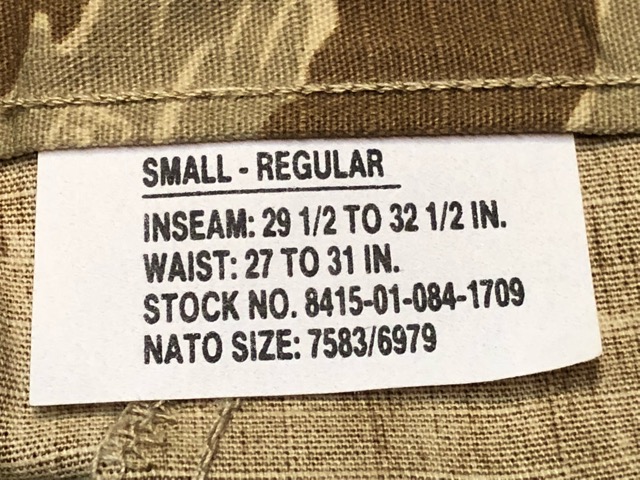 SMALL - REGULAR
INSEAM: 29 1/2 TO 32 1/2 IN.
WAIST: 27 TO 31 IN.
STOCK NO. 8415-01-084-1709
NATO SIZE: 7583/6979